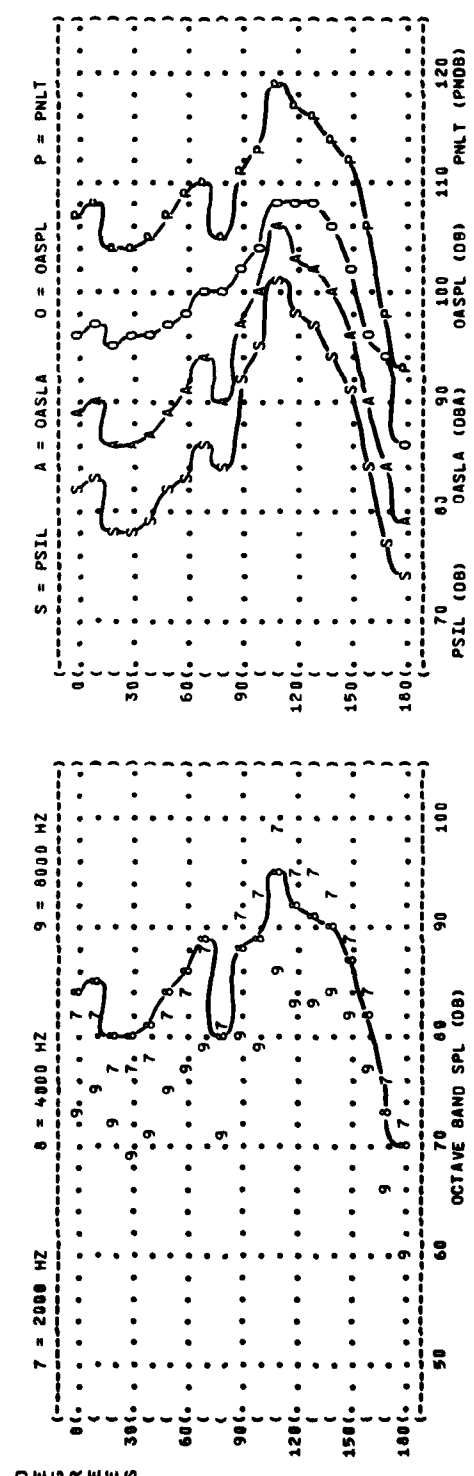 DEGREES
7 = 2000 HZ 8 = 4000 HZ 9 = 8000 HZ
0
30
60
90
120
150
180
50 60 70 80 90 100
OCTAVE BAND SPL (DB)
S = PSIL A = OASLA O = OASPL P = PNLT
0
30
60
90
120
150
180
70 80 90 100 110 120
PSIL (DB) OASLA (DBA) OASPL (DB) PNLT (PNDB)